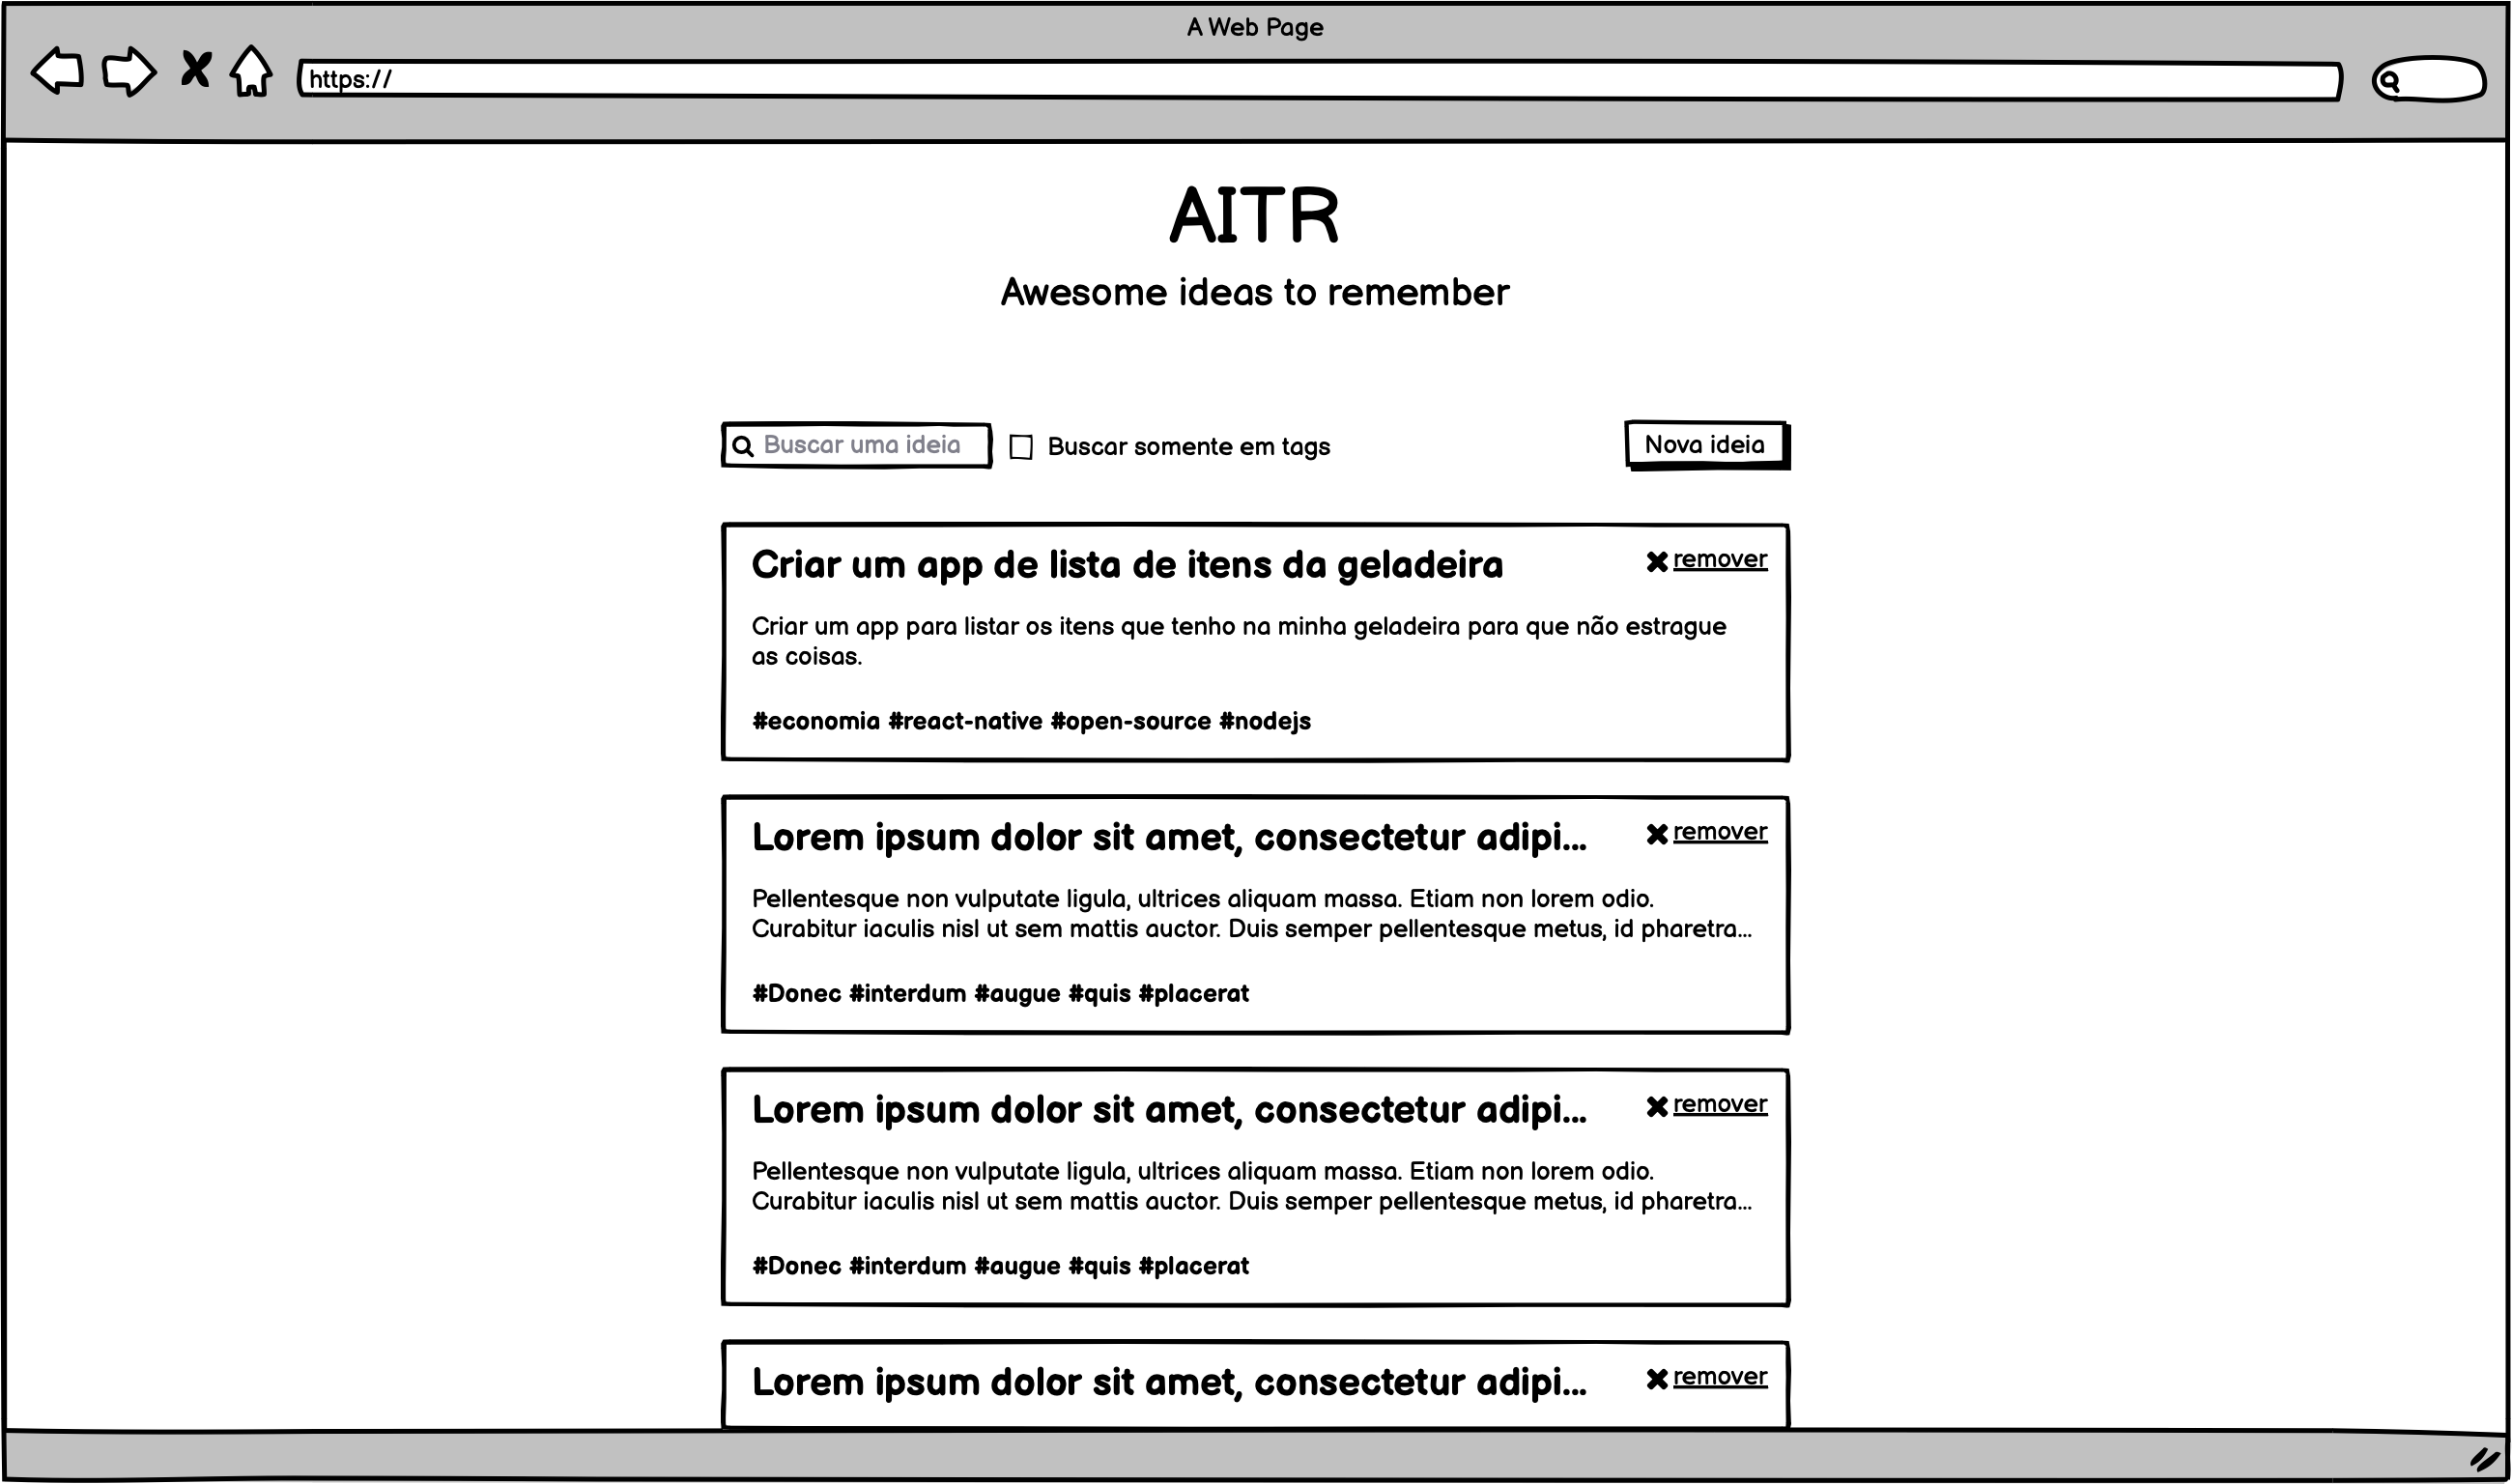 A Web Page
https://
AITR
Awesome ideas to remember
Buscar uma ideia
Buscar somente em tags
Nova ideia
Criar um app de lista de itens da geladeira
remover
Criar um app para listar os itens que tenho na minha geladeira para que não estrague
as coisas.
#economia #react-native #open-source #nodejs
Lorem ipsum dolor sit amet, consectetur adipi...
remover
Pellentesque non vulputate ligula, ultrices aliquam massa. Etiam non lorem odio.
Curabitur iaculis nisl ut sem mattis auctor. Duis semper pellentesque metus, id pharetra...
#Donec #interdum #augue #quis #placerat
Lorem ipsum dolor sit amet, consectetur adipi...
remover
Pellentesque non vulputate ligula, ultrices aliquam massa. Etiam non lorem odio.
Curabitur iaculis nisl ut sem mattis auctor. Duis semper pellentesque metus, id pharetra...
#Donec #interdum #augue #quis #placerat
Lorem ipsum dolor sit amet, consectetur adipi...
remover